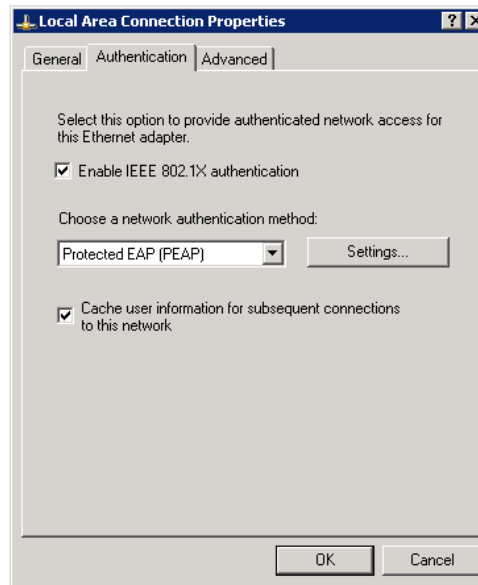 Local Area Connection Properties
General Authentication Advanced
Select this option to provide authenticated network access for
this Ethernet adapter.
Enable IEEE 802.1X authentication
Choose a network authentication method:
Protected EAP (PEAP) Settings...
Cache user information for subsequent connections
to this network
OK Cancel